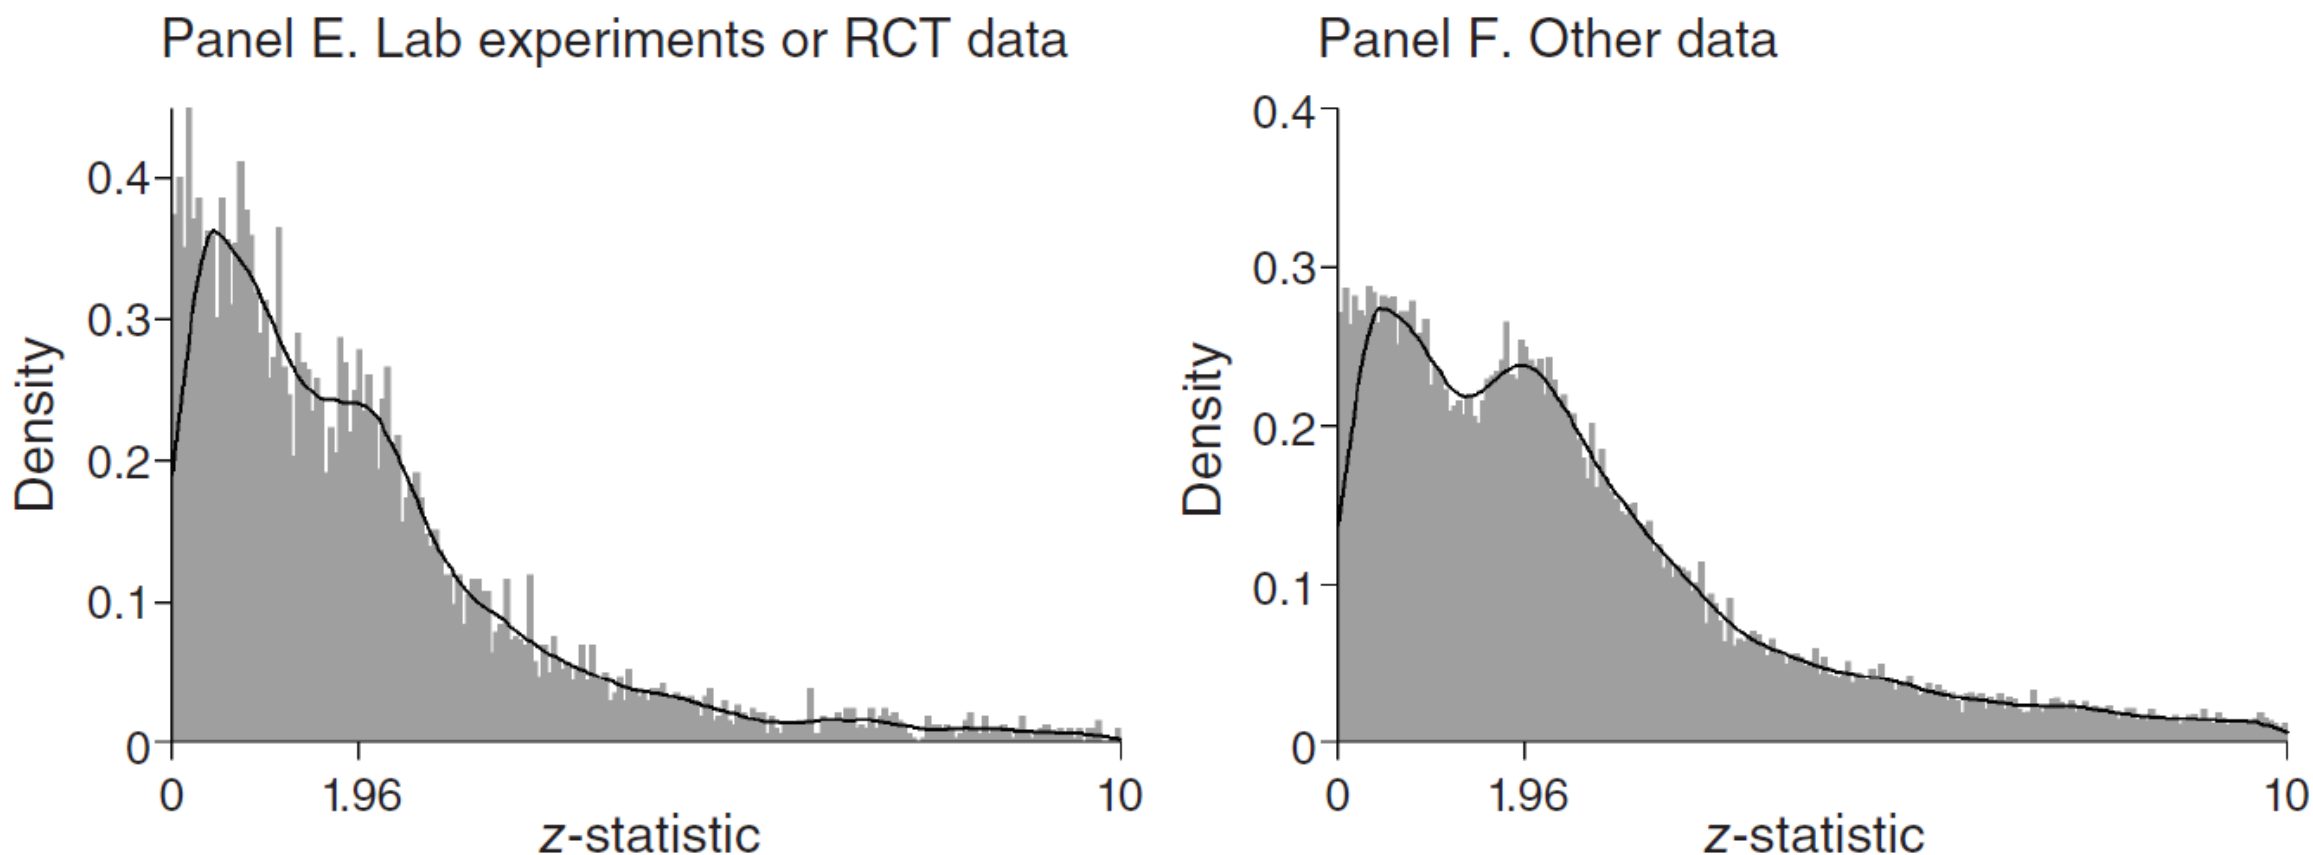 Panel E. Lab experiments or RCT data
0.4
0.3
0.2
0.1
0
Density
0
1.96
10
z-statistic
Panel F. Other data
0.4
0.3
0.2
0.1
0
Density
0
1.96
10
z-statistic